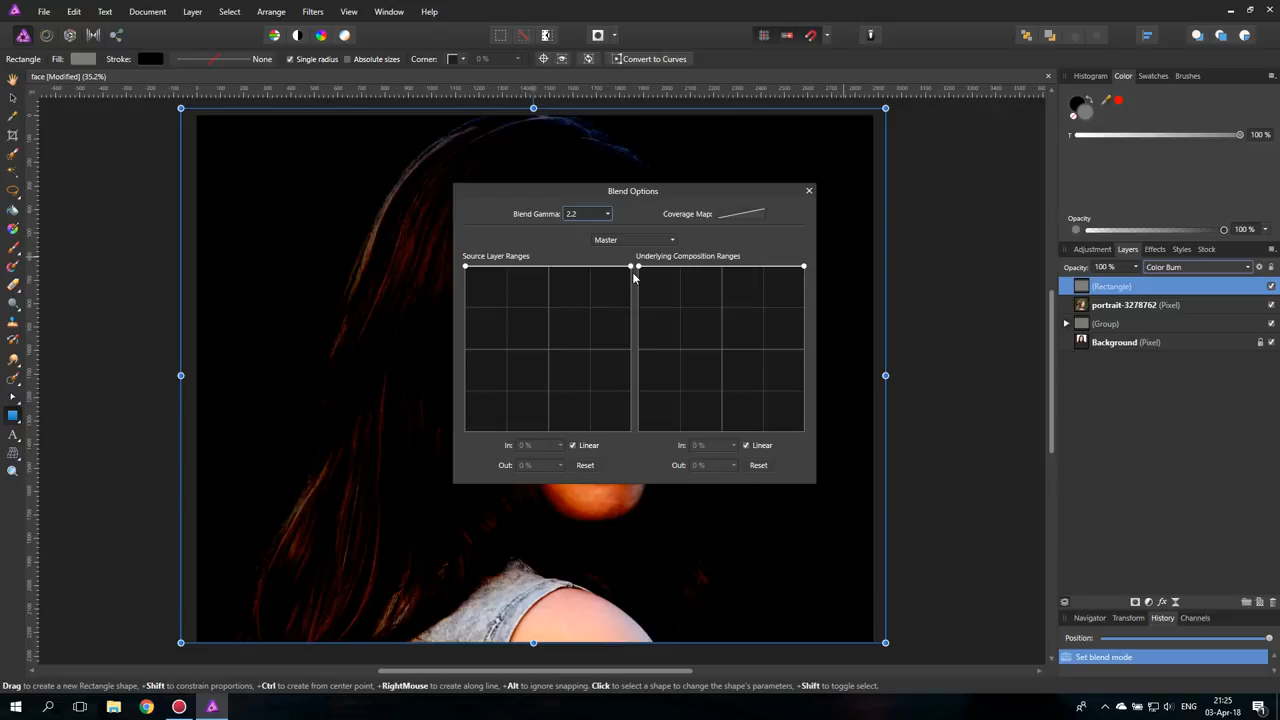 File Edit Text Document Layer Select Arrange Filters View Window Help
Rectangle Fill: Stroke: None Single radius Absolute sizes Corner: 0 % Convert to Curves
face [Modified] (35.2%)
Histogram Color Swatches Brushes
T 100 %
Opacity
100 %
Adjustment Layers Effects Styles Stock
Opacity: 100 % Color Burn
(Rectangle)
portrait-3278762 (Pixel)
(Group)
Background (Pixel)
Blend Options
Blend Gamma: 2.2 Coverage Map:
Master
Source Layer Ranges Underlying Composition Ranges
In: 0 % Linear In: 0 % Linear
Out: 0 % Reset Out: 0 % Reset
Navigator Transform History Channels
Position:
Set blend mode
Drag to create a new Rectangle shape, +Shift to constrain proportions, +Ctrl to create from center point, +RightMouse to create along line, +Alt to ignore snapping. Click to select a shape to change the shape's parameters, +Shift to toggle select.
ENG
21:25
03-Apr-18